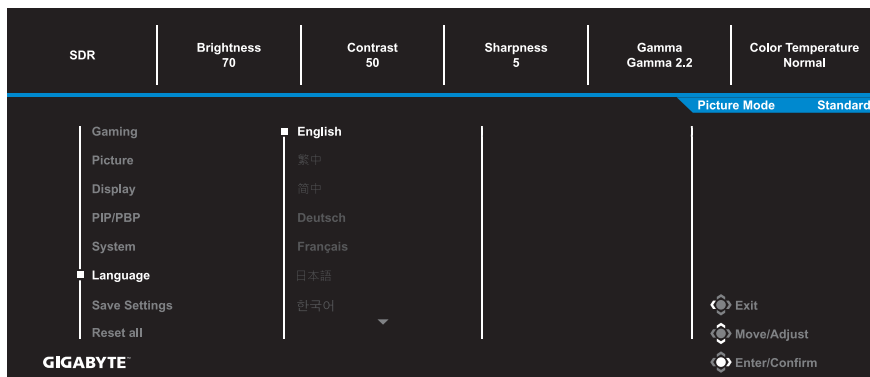 SDR
Brightness
70
Contrast
50
Sharpness
5
Gamma
Gamma 2.2
Color Temperature
Normal
Picture Mode Standard
Gaming
Picture
Display
PIP/PBP
System
Language
Save Settings
Reset all
English
繁中
简中
Deutsch
Français
日本語
한국어
Exit
Move/Adjust
Enter/Confirm
GIGABYTE™